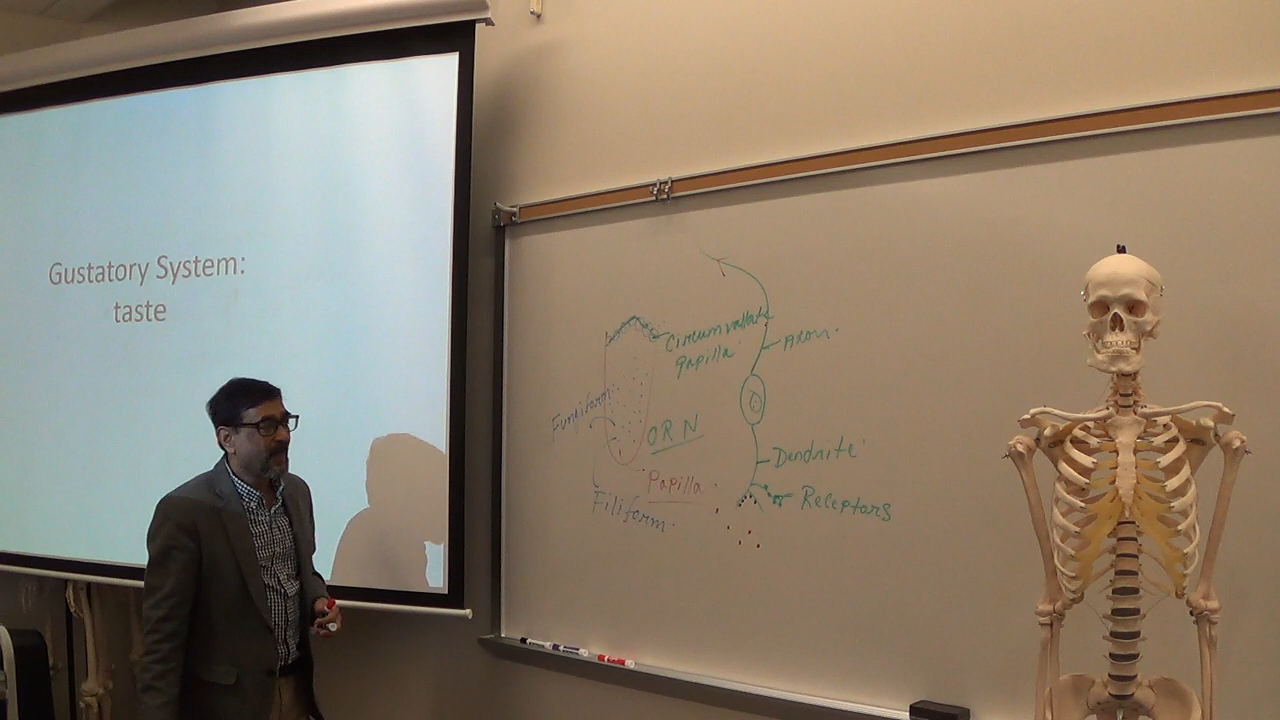 Gustatory System:
taste
Circumvallate
Papilla
Axon
Fungiform
ORN
Dendrite
Papilla
Receptors
Filiform